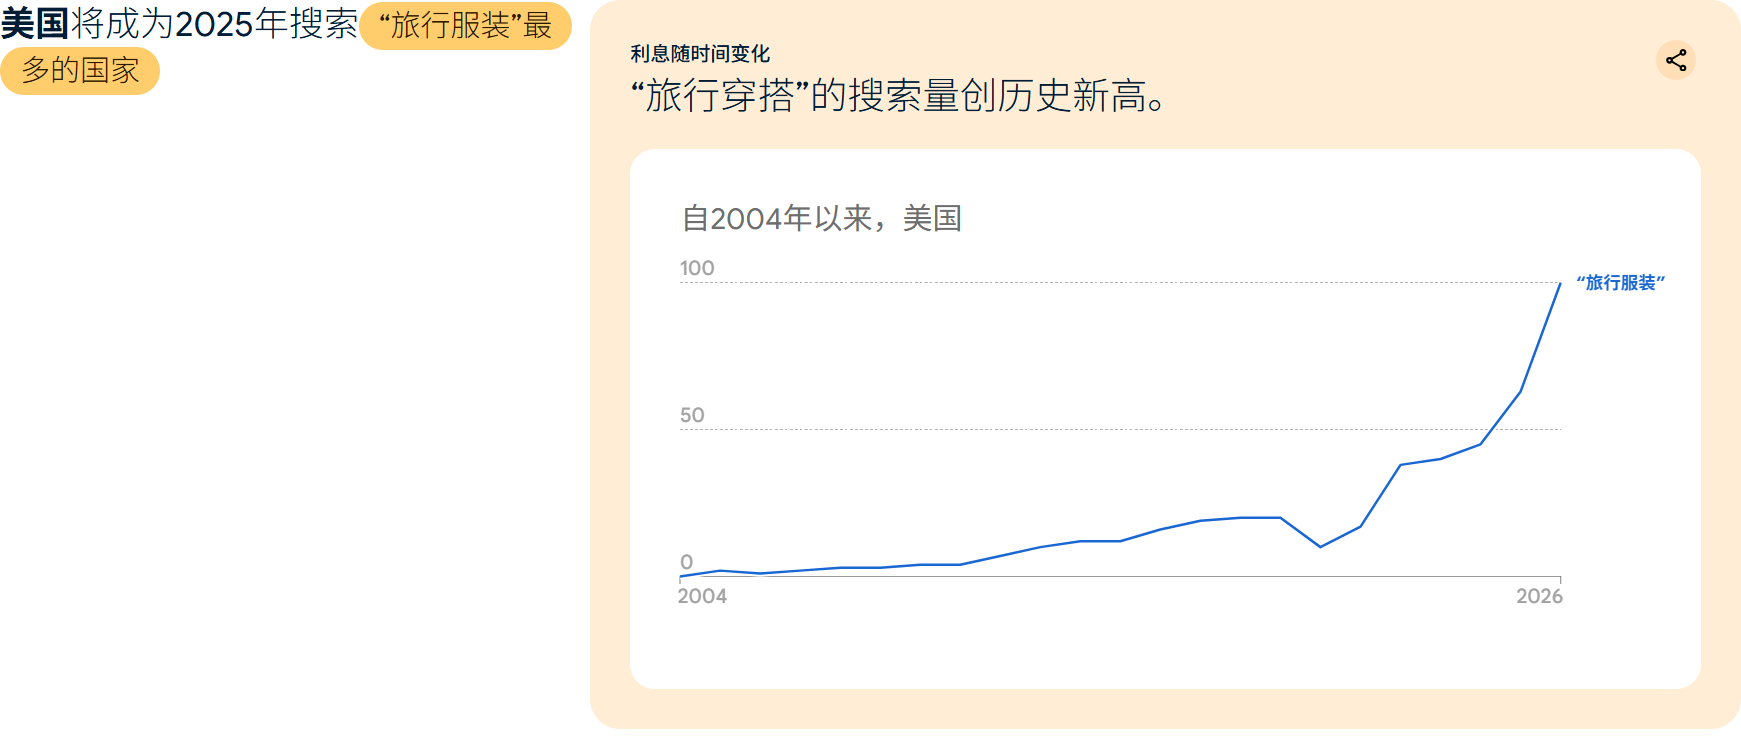 美国将成为2025年搜索“旅行服装”最
多的国家
利息随时间变化
“旅行穿搭”的搜索量创历史新高。
自2004年以来，美国
100
“旅行服装”
50
0
2004
2026